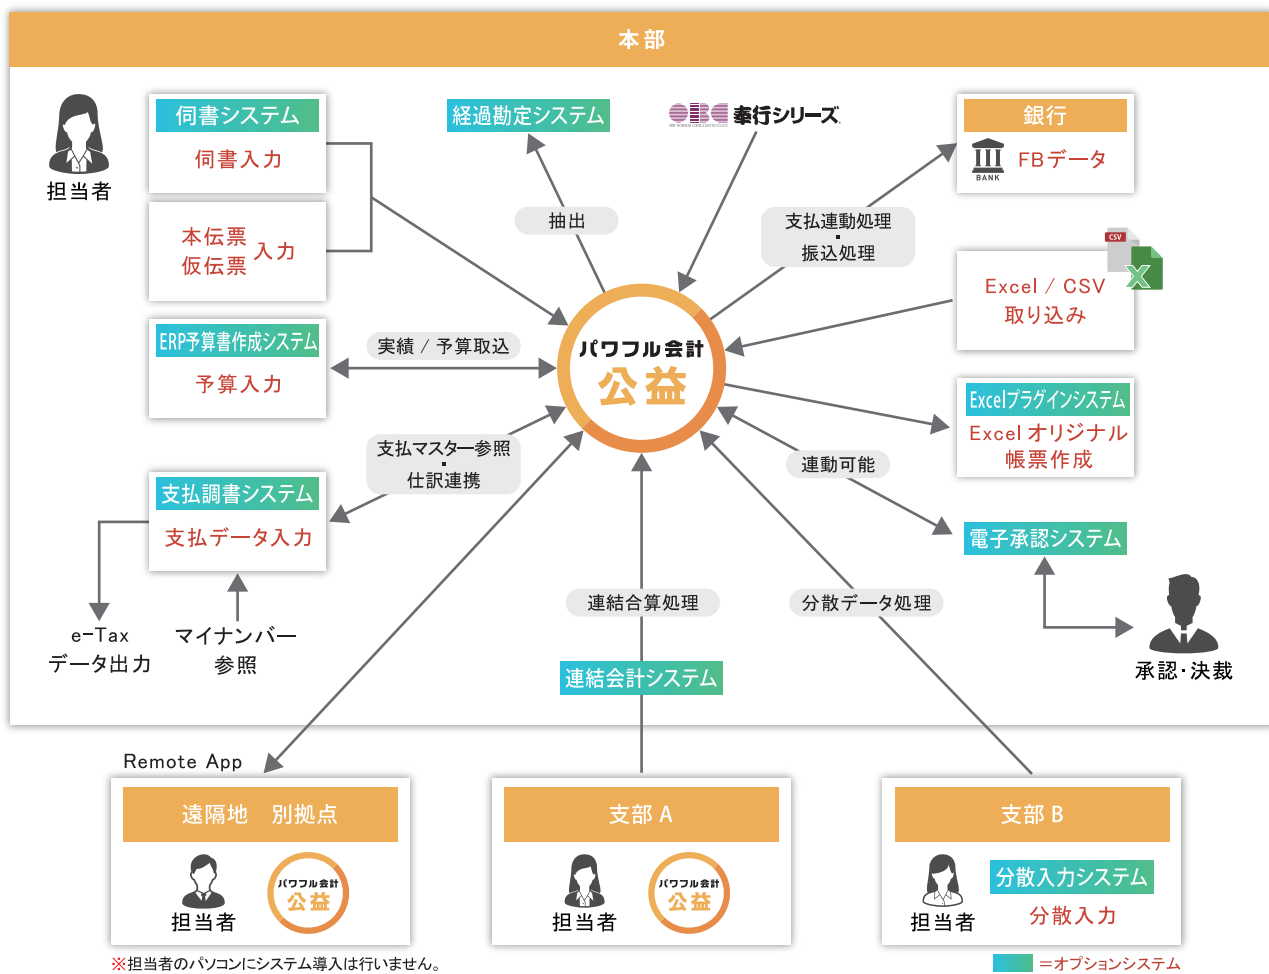 本部
担当者
伺書システム
伺書入力
本伝票
仮伝票
入力
ERP予算書作成システム
予算入力
支払調書システム
支払データ入力
e-Tax
データ出力
マイナンバー
参照
経過勘定システム
OBC 奉行シリーズ
抽出
支払連動処理
・
振込処理
実績 / 予算取込
支払マスター参照
・
仕訳連携
パワフル会計
公益
連動可能
連結合算処理
分散データ処理
連結会計システム
銀行
BANK
FBデータ
CSV
X
Excel / CSV
取り込み
Excelプラグインシステム
Excel オリジナル
帳票作成
電子承認システム
承認・決裁
Remote App
遠隔地　別拠点
担当者
パワフル会計
公益
支部 A
担当者
パワフル会計
公益
支部 B
担当者
分散入力システム
分散入力
※担当者のパソコンにシステム導入は行いません。
＝オプションシステム